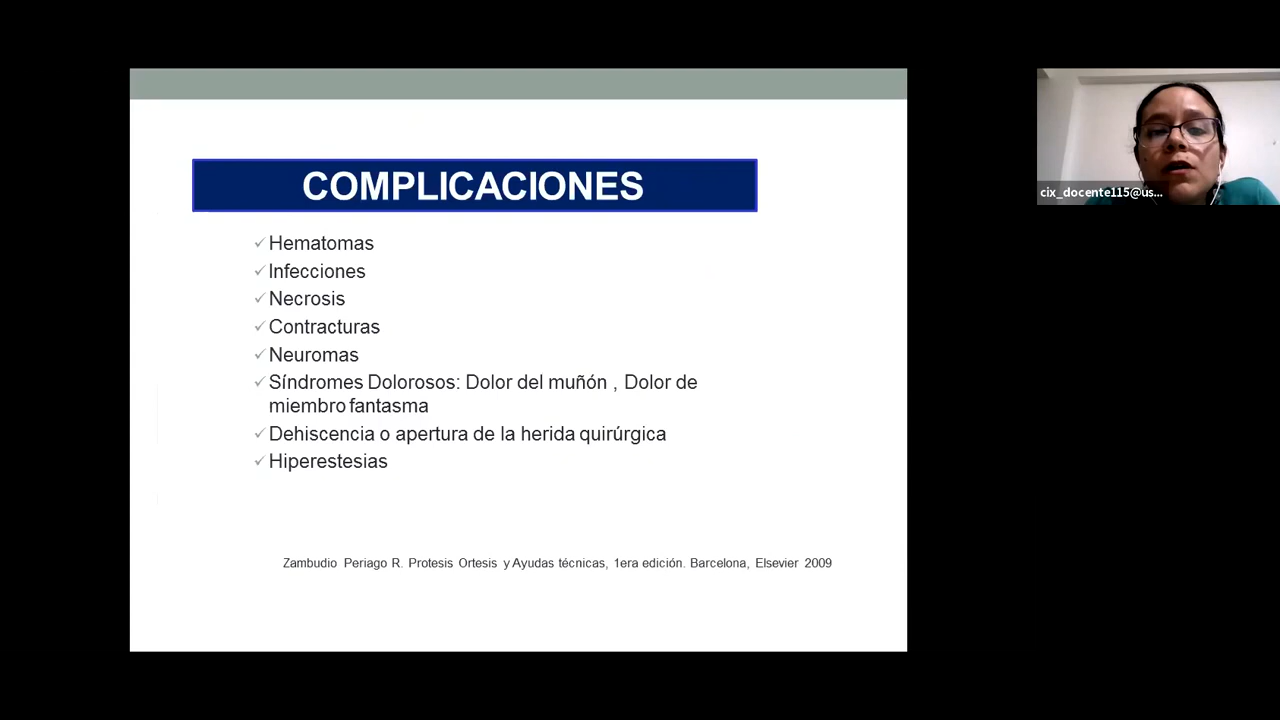 COMPLICACIONES
Hematomas
Infecciones
Necrosis
Contracturas
Neuromas
Síndromes Dolorosos: Dolor del muñón , Dolor de
miembro fantasma
Dehiscencia o apertura de la herida quirúrgica
Hiperestesias
Zambudio Periago R. Protesis Ortesis y Ayudas técnicas, 1era edición. Barcelona, Elsevier 2009
cix_docente115@us...